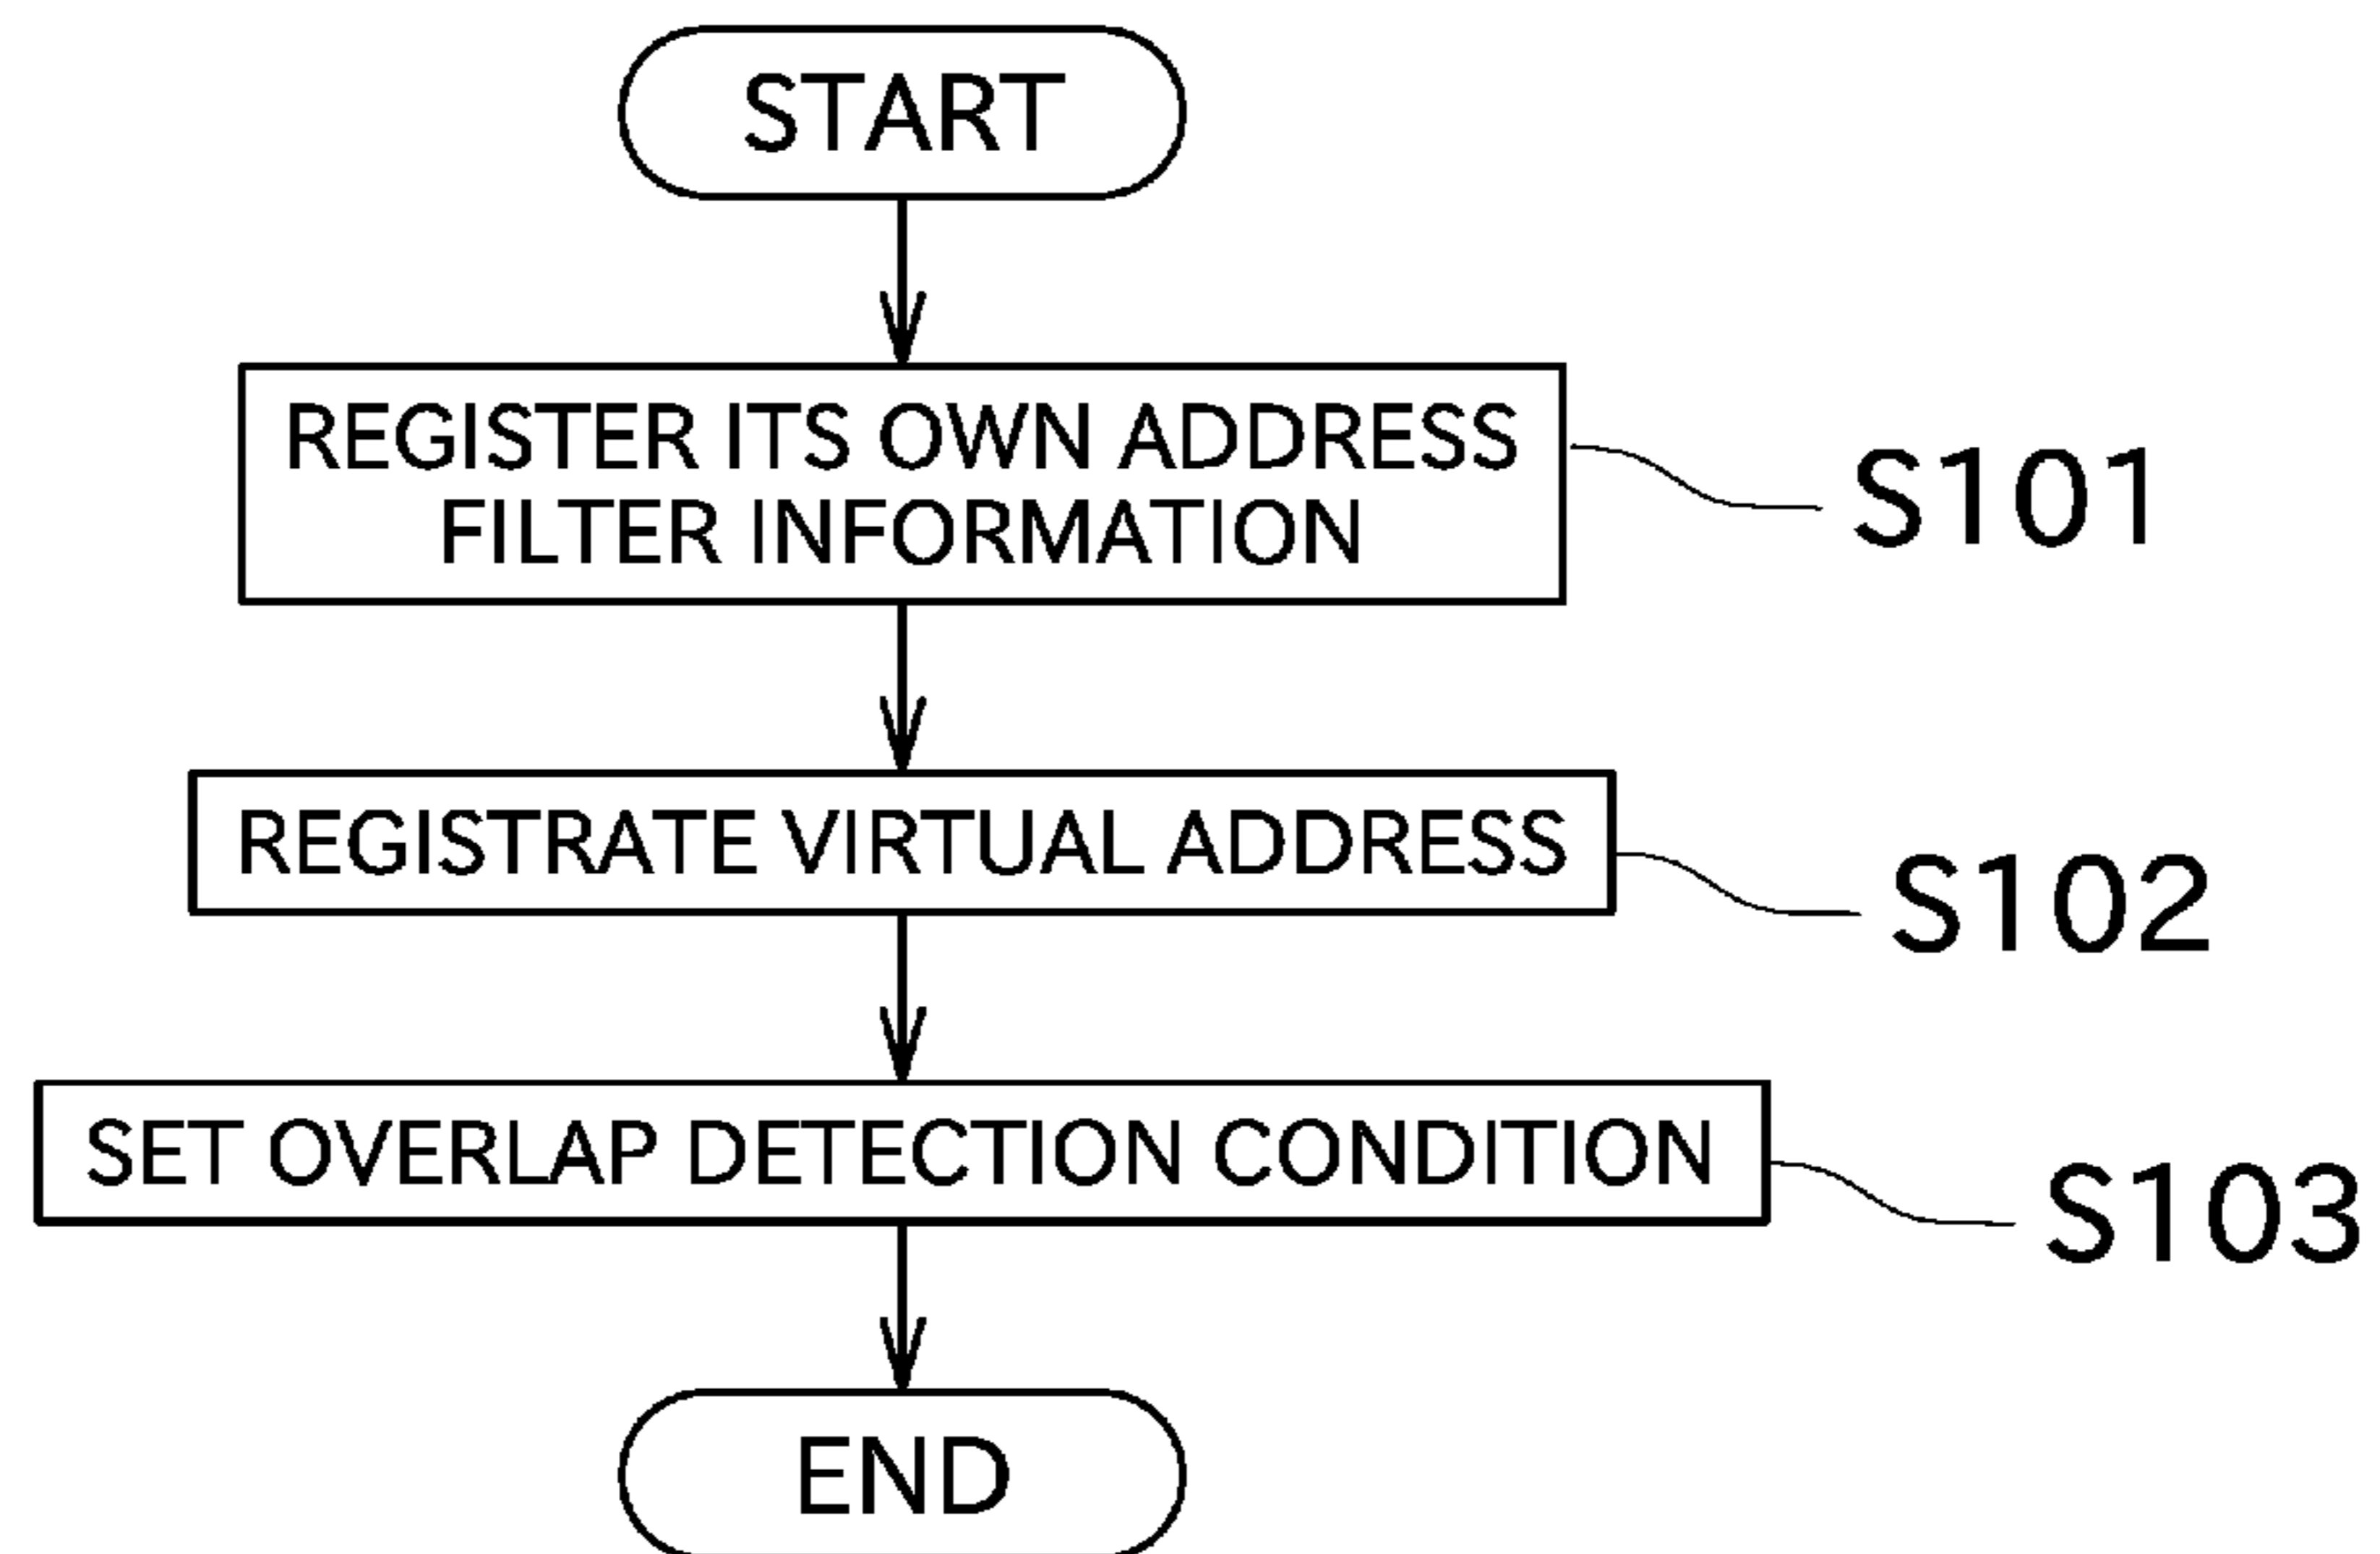 START
REGISTER ITS OWN ADDRESS
FILTER INFORMATION
S101
REGISTRATE VIRTUAL ADDRESS
S102
SET OVERLAP DETECTION CONDITION
S103
END